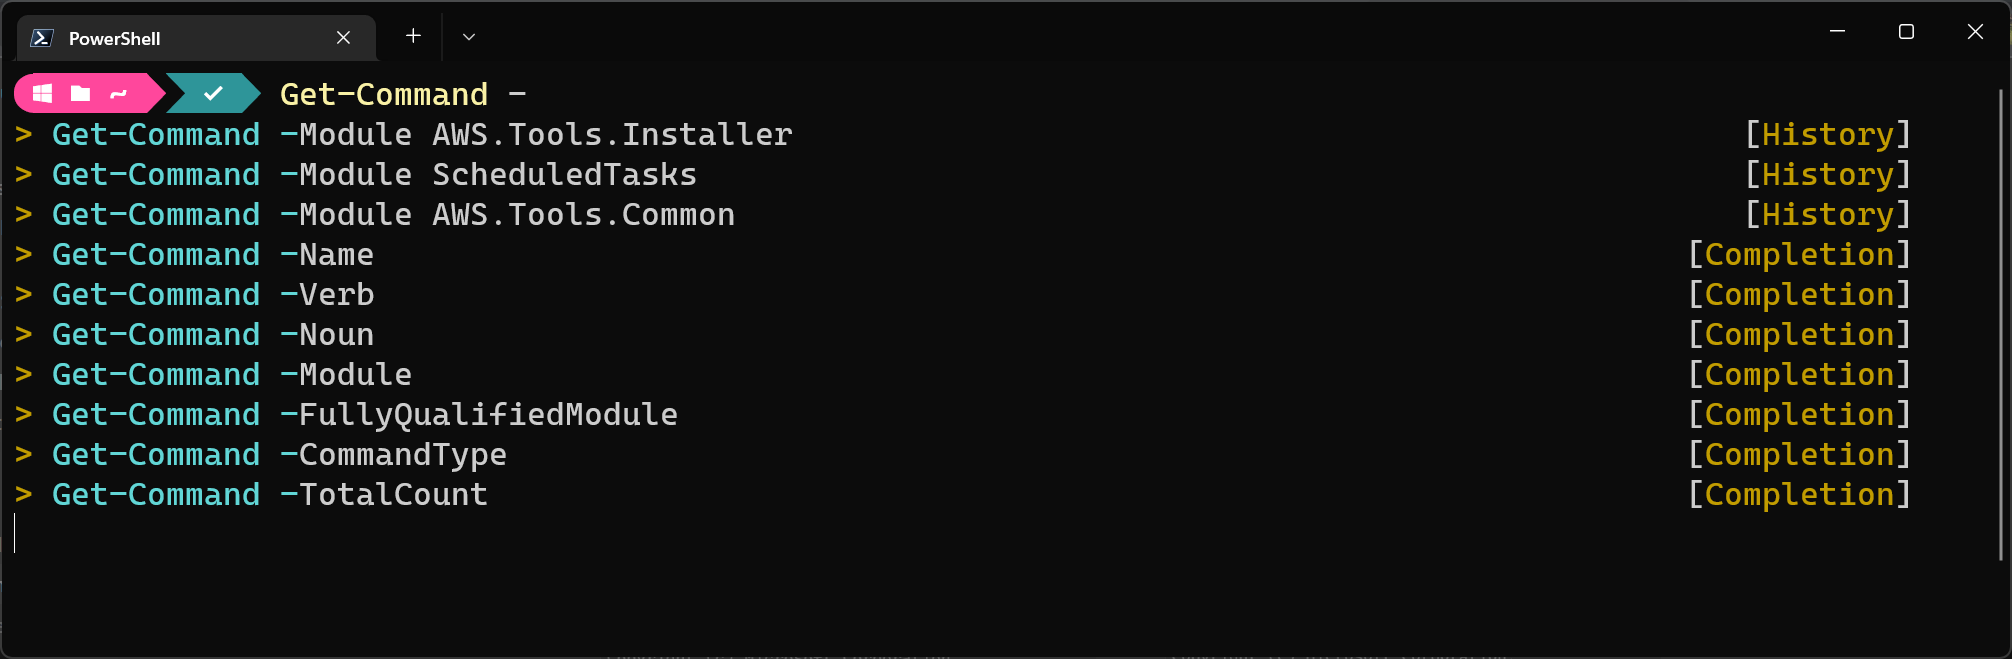 PowerShell
~ Get-Command -
> Get-Command -Module AWS.Tools.Installer [History]
> Get-Command -Module ScheduledTasks [History]
> Get-Command -Module AWS.Tools.Common [History]
> Get-Command -Name [Completion]
> Get-Command -Verb [Completion]
> Get-Command -Noun [Completion]
> Get-Command -Module [Completion]
> Get-Command -FullyQualifiedModule [Completion]
> Get-Command -CommandType [Completion]
> Get-Command -TotalCount [Completion]